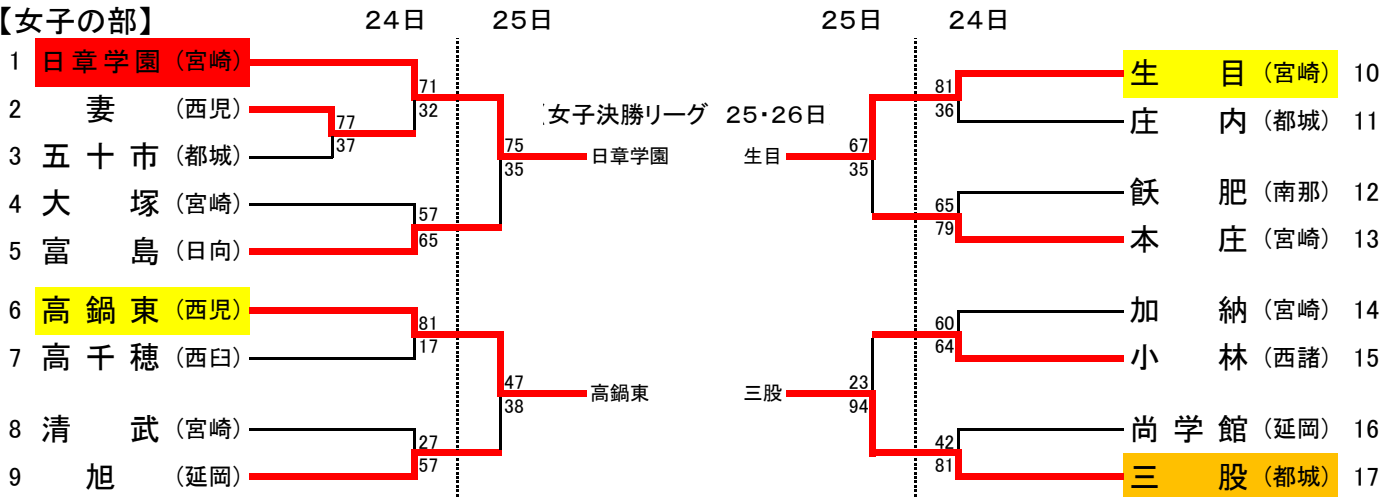 【女子の部】 24日 25日 25日 24日
1 日章学園 (宮崎)
71
32
2 妻 (西児)
77
37
3 五十市 (都城)
75
35
日章学園
4 大塚 (宮崎)
57
65
5 富島 (日向)
6 高鍋東 (西児)
81
17
7 高千穂 (西臼)
47
38
高鍋東
8 清武 (宮崎)
27
57
9 旭 (延岡)
女子決勝リーグ 25・26日
生目 (宮崎) 10
81
36
庄内 (都城) 11
生目
67
35
飫肥 (南那) 12
65
79
本庄 (宮崎) 13
加納 (宮崎) 14
60
64
小林 (西諸) 15
三股
23
94
尚学館 (延岡) 16
42
81
三股 (都城) 17